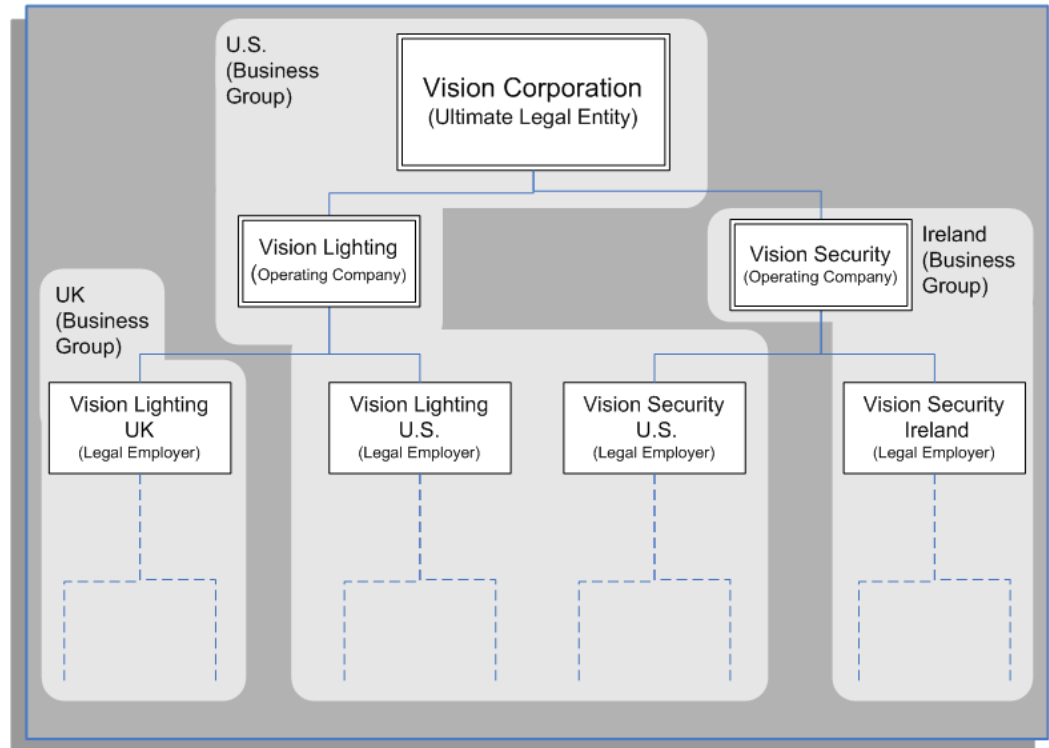 U.S.
(Business
Group)
Vision Corporation
(Ultimate Legal Entity)
Vision Lighting
(Operating Company)
Vision Security
(Operating Company)
Ireland
(Business
Group)
UK
(Business
Group)
Vision Lighting
UK
(Legal Employer)
Vision Lighting
U.S.
(Legal Employer)
Vision Security
U.S.
(Legal Employer)
Vision Security
Ireland
(Legal Employer)